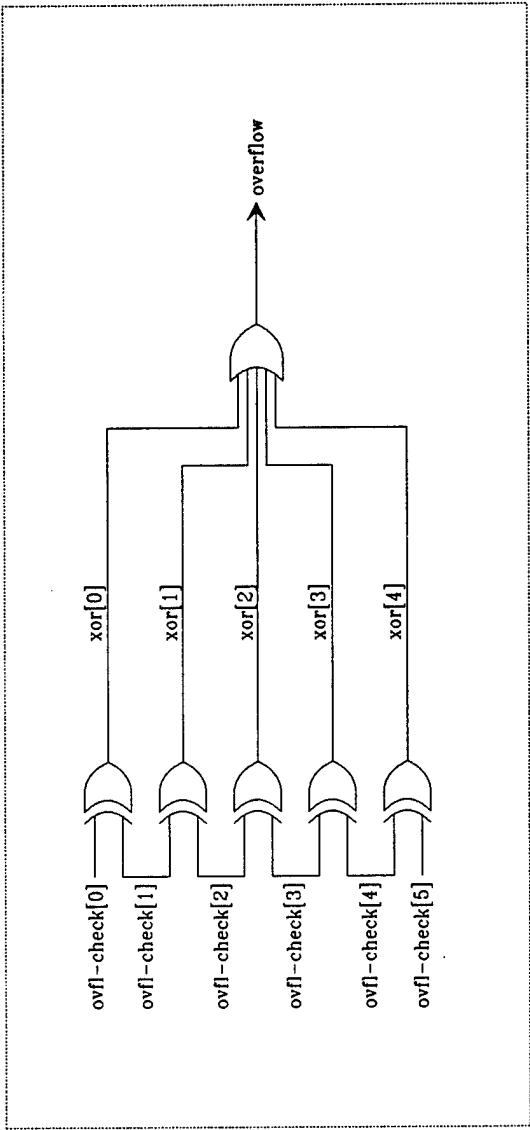 ovfl-check[0]
ovfl-check[1]
ovfl-check[2]
ovfl-check[3]
ovfl-check[4]
ovfl-check[5]
xor[0]
xor[1]
xor[2]
xor[3]
xor[4]
overflow